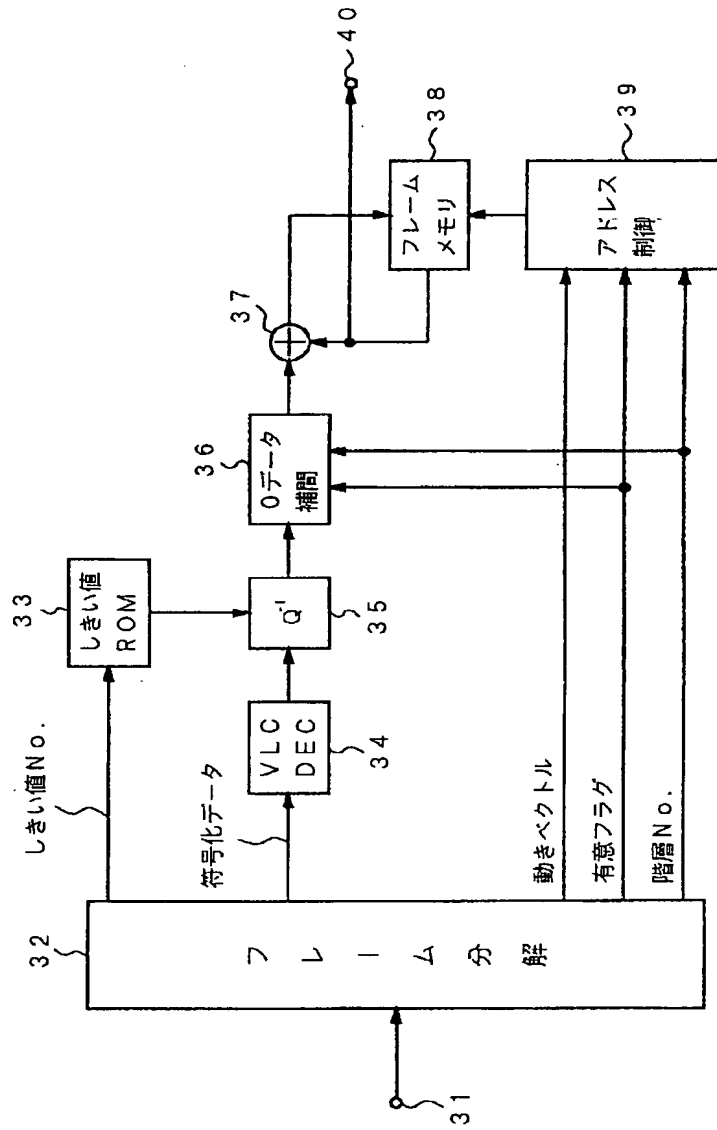 31
32
フレーム分解
しきい値No.
33
しきい値
ROM
符号化データ
VLC
DEC
34
Q⁻¹
35
36
0データ
補間
37
40
フレーム
メモリ
38
アドレス
制御
39
動きベクトル
有意フラグ
階層No.